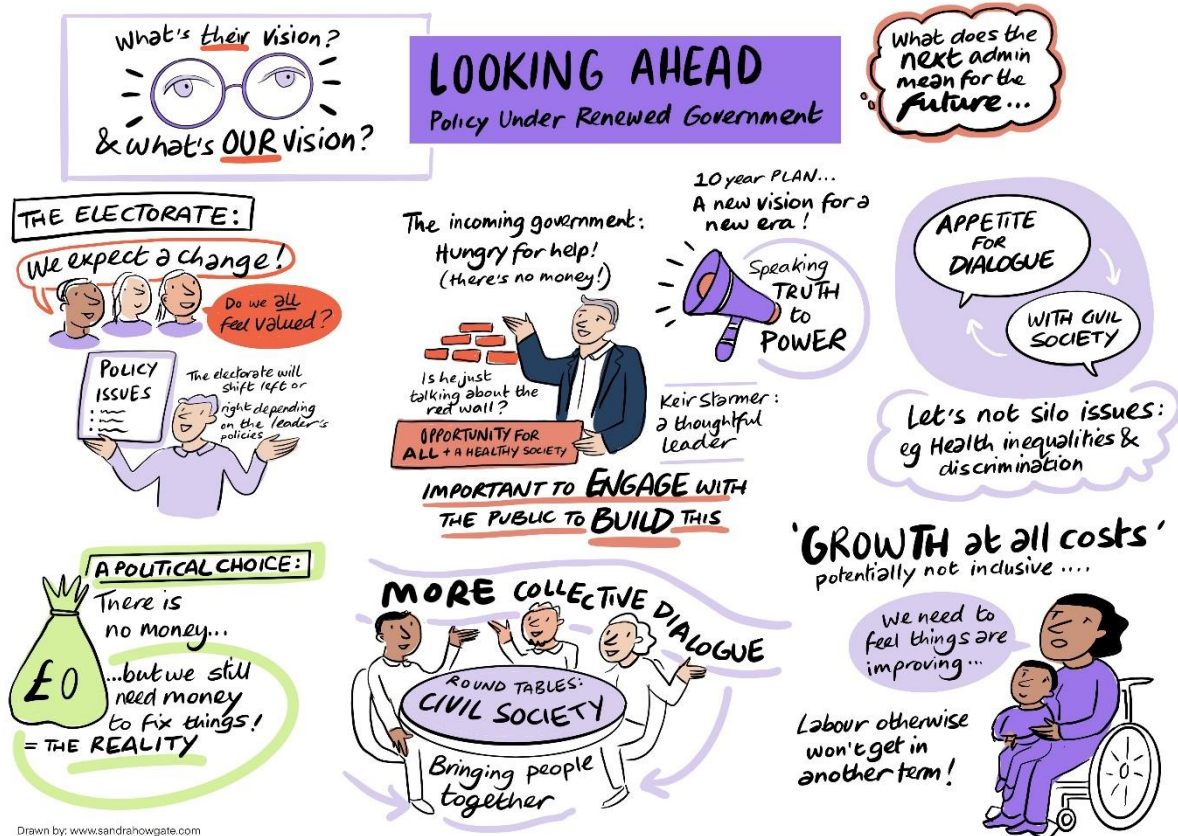 What's their vision?
& what's OUR vision?
LOOKING AHEAD
Policy Under Renewed Government
What does the
next admin
mean for the
future...
THE ELECTORATE:
We expect a change!
Do we all
feel valued?
POLICY
ISSUES
The electorate will
shift left or
right depending
on the leader's
policies
The incoming government:
Hungry for help!
(there's no money!)
Is he just
talking about the
red wall?
OPPORTUNITY FOR
ALL + A HEALTHY SOCIETY
10 year PLAN...
A new vision for a
new era!
Speaking
TRUTH
to
POWER
Keir Starmer:
a thoughtful
leader
IMPORTANT TO ENGAGE WITH
THE PUBLIC TO BUILD THIS
APPETITE
FOR
DIALOGUE
WITH CIVIL
SOCIETY
Let's not silo issues:
eg Health inequalities &
discrimination
A POLITICAL CHOICE:
There is
no money...
£0
...but we still
need money
to fix things!
= THE REALITY
MORE COLLECTIVE DIALOGUE
ROUND TABLES:
CIVIL SOCIETY
Bringing people
together
'GROWTH at all costs'
potentially not inclusive ....
We need to
feel things are
improving...
Labour otherwise
won't get in
another term!
Drawn by: www.sandrahowgate.com